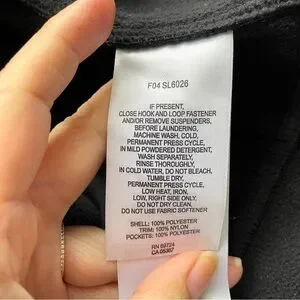 F04 SL6026
IF PRESENT,
CLOSE HOOK AND LOOP FASTENER
AND/OR REMOVE SUSPENDERS,
BEFORE LAUNDERING,
MACHINE WASH, COLD,
PERMANENT PRESS CYCLE,
IN MILD POWDERED DETERGENT,
WASH SEPARATELY,
RINSE THOROUGHLY,
IN COLD WATER, DO NOT BLEACH,
TUMBLE DRY,
PERMANENT PRESS CYCLE,
LOW HEAT, IRON,
LOW, RIGHT SIDE ONLY,
DO NOT DRY CLEAN,
DO NOT USE FABRIC SOFTENER
SHELL: 100% POLYESTER
TRIM: 100% NYLON
POCKETS: 100% POLYESTER
RN 69724
CA 05367